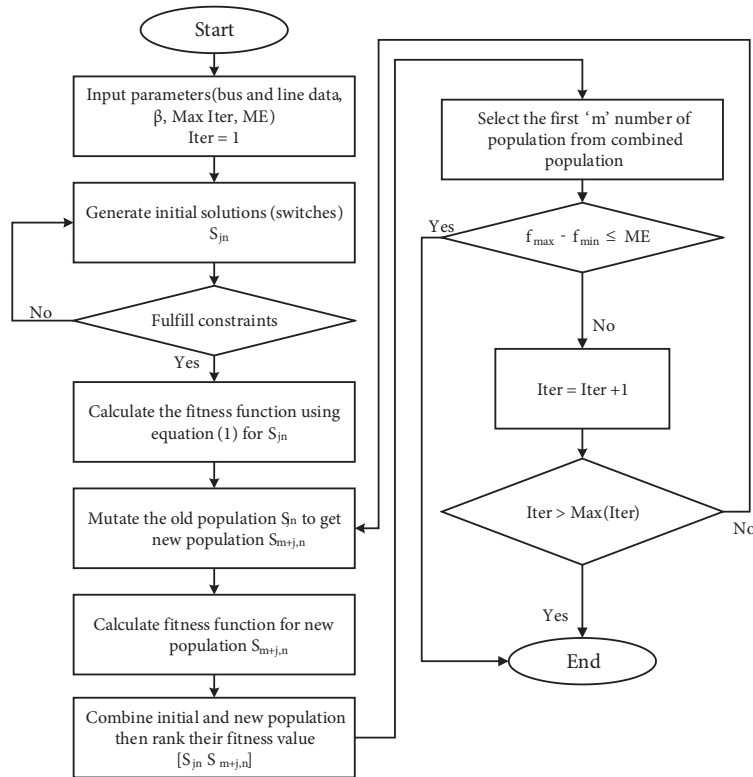 Start
Input parameters(bus and line data,
β, Max Iter, ME)
Iter = 1
Generate initial solutions (switches)
Sjn
No
Fulfill constraints
Yes
Calculate the fitness function using
equation (1) for Sjn
Mutate the old population Sjn to get
new population Sm+j,n
Calculate fitness function for new
population Sm+j,n
Combine initial and new population
then rank their fitness value
[Sjn S m+j,n]
Select the first ‘m’ number of
population from combined
population
Yes
fmax - fmin ≤ ME
No
Iter = Iter +1
Iter > Max(Iter)
No
Yes
End